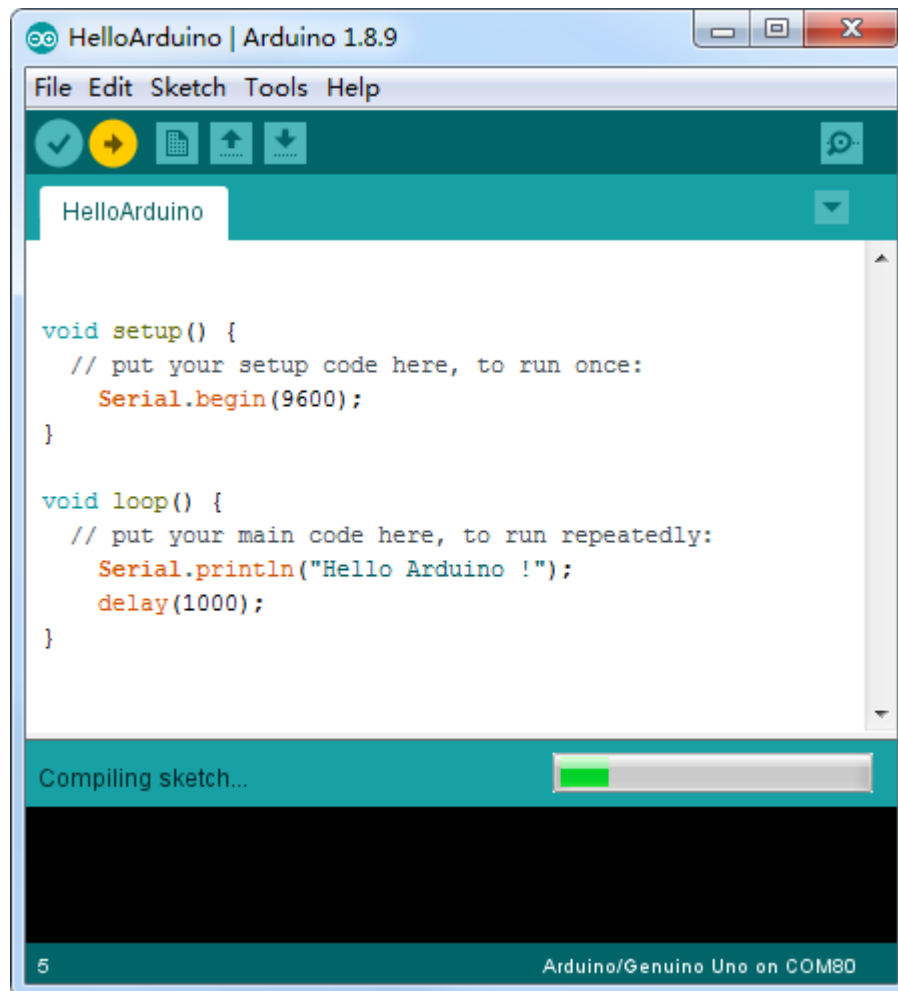 HelloArduino | Arduino 1.8.9
File Edit Sketch Tools Help
HelloArduino
void setup() {
  // put your setup code here, to run once:
    Serial.begin(9600);
}
void loop() {
  // put your main code here, to run repeatedly:
    Serial.println("Hello Arduino !");
    delay(1000);
}
Compiling sketch...
5 Arduino/Genuino Uno on COM80